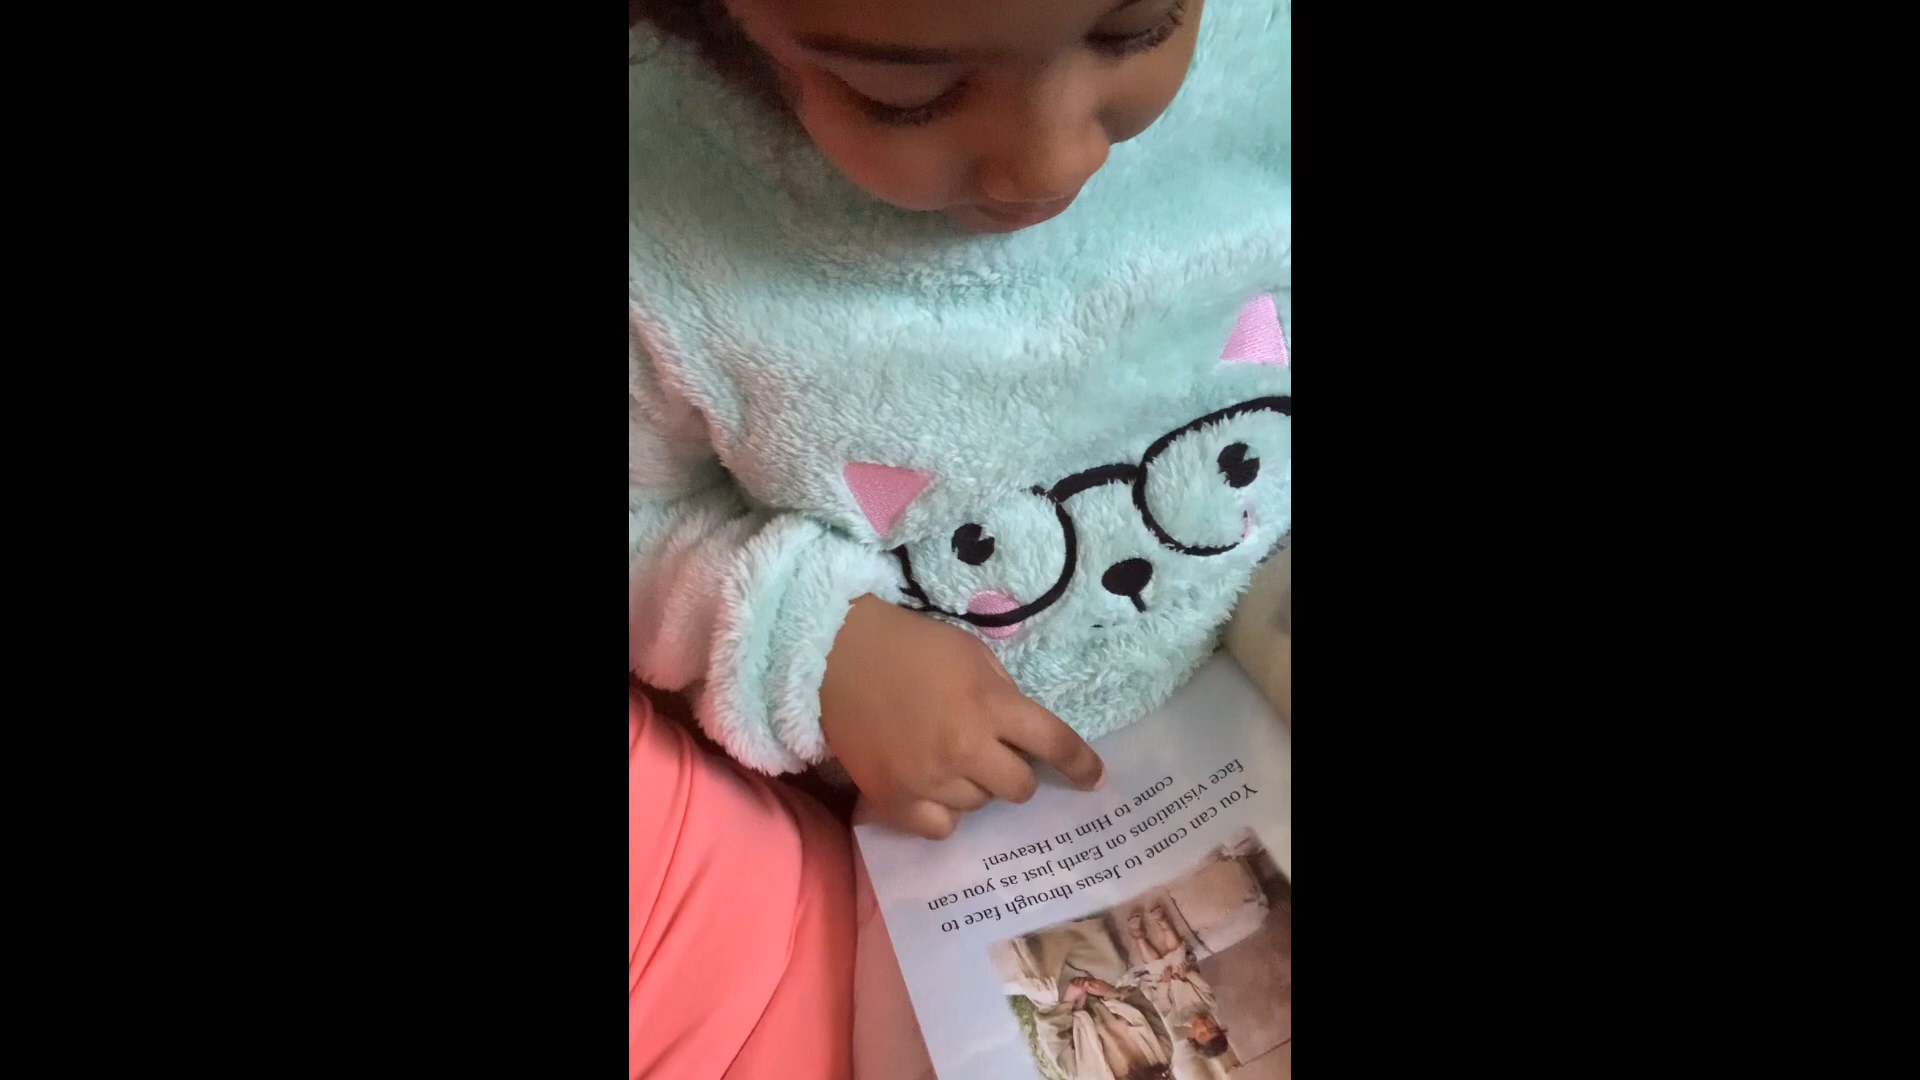 You can come to Jesus through face to
face visitations on Earth just as you can
come to Him in Heaven!